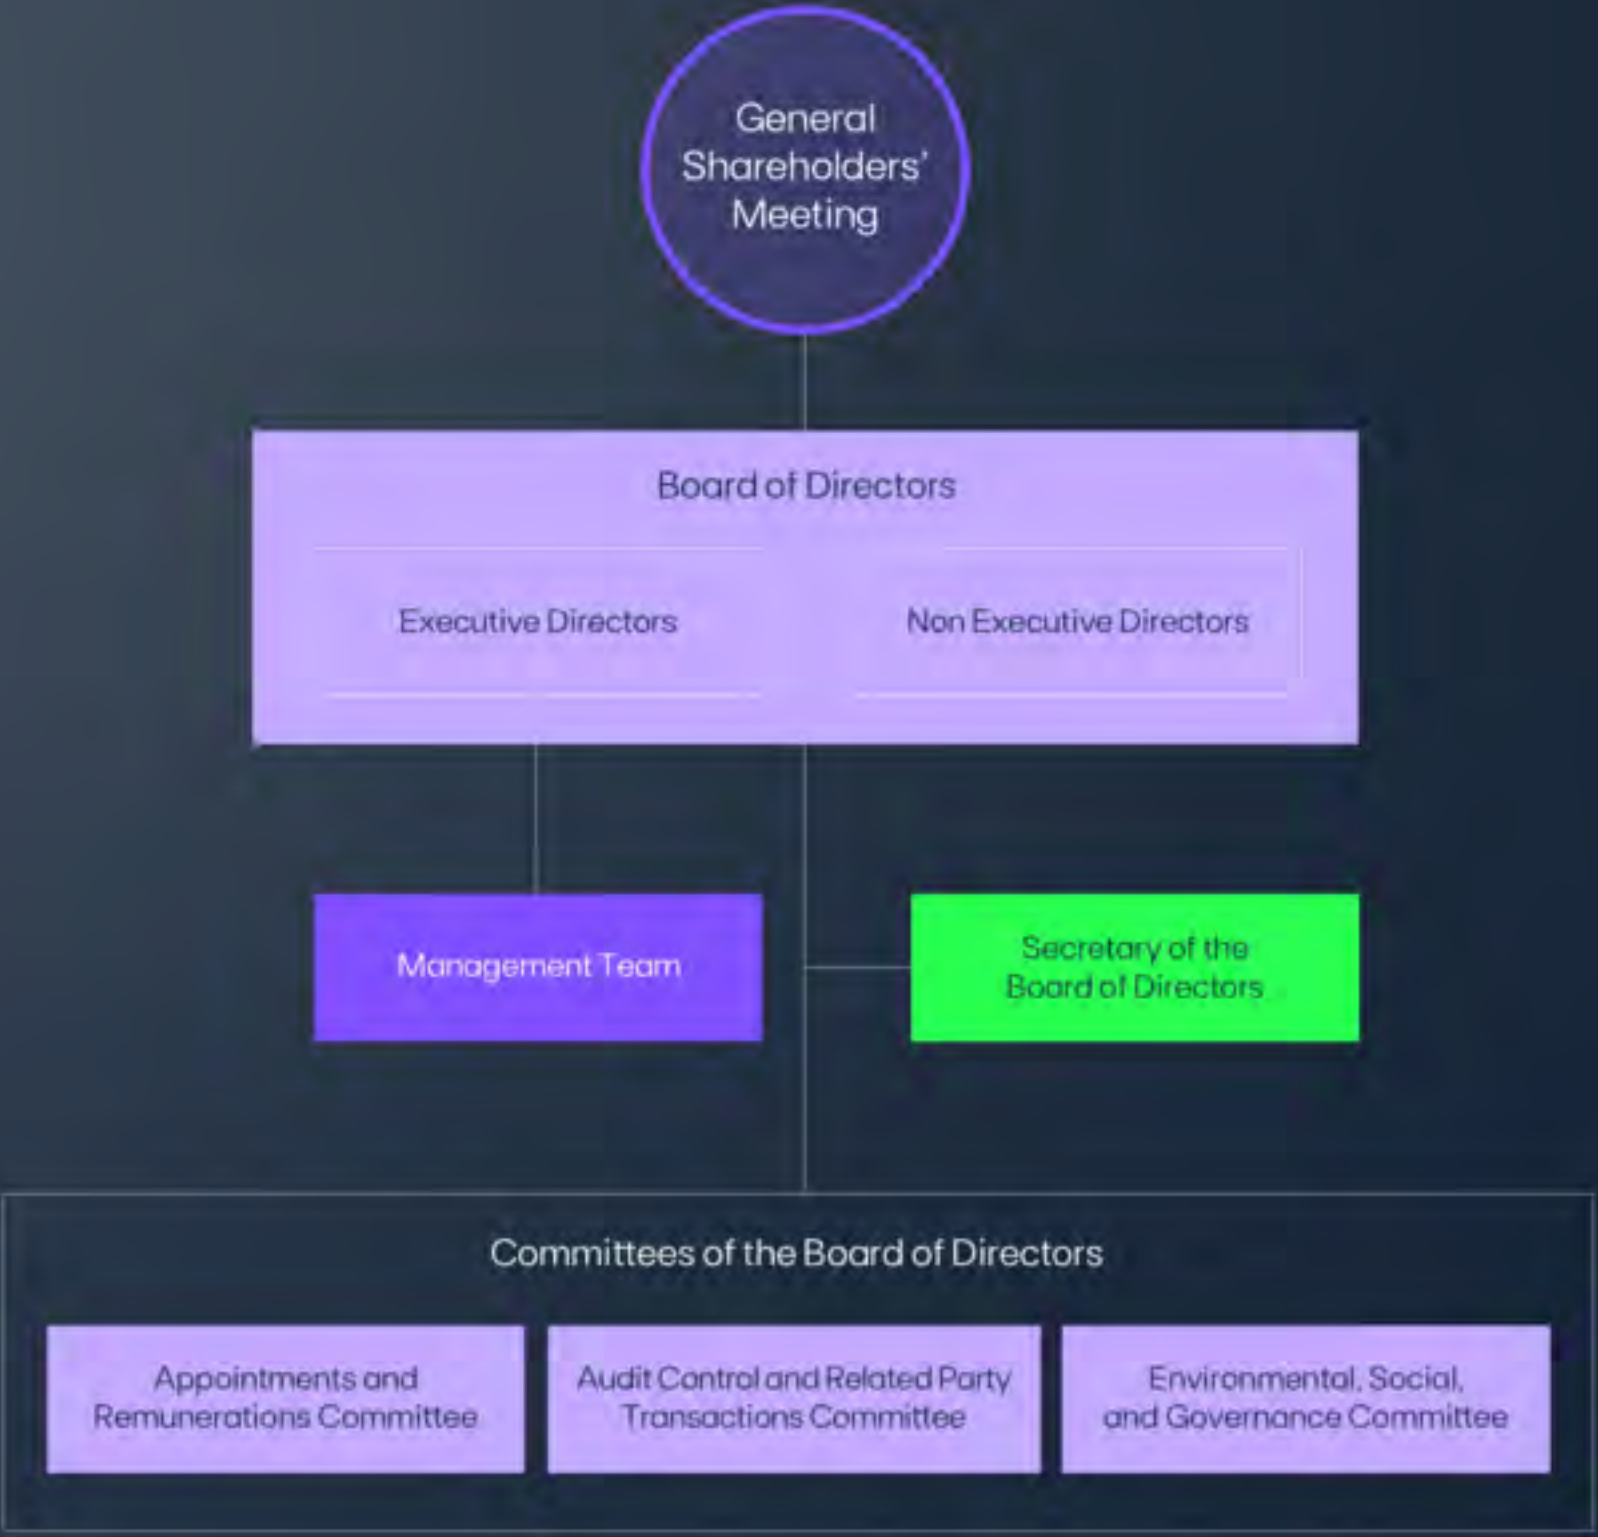 General
Shareholders’
Meeting
Board of Directors
Executive Directors
Non Executive Directors
Management Team
Secretary of the
Board of Directors
Committees of the Board of Directors
Appointments and
Remunerations Committee
Audit Control and Related Party
Transactions Committee
Environmental, Social,
and Governance Committee